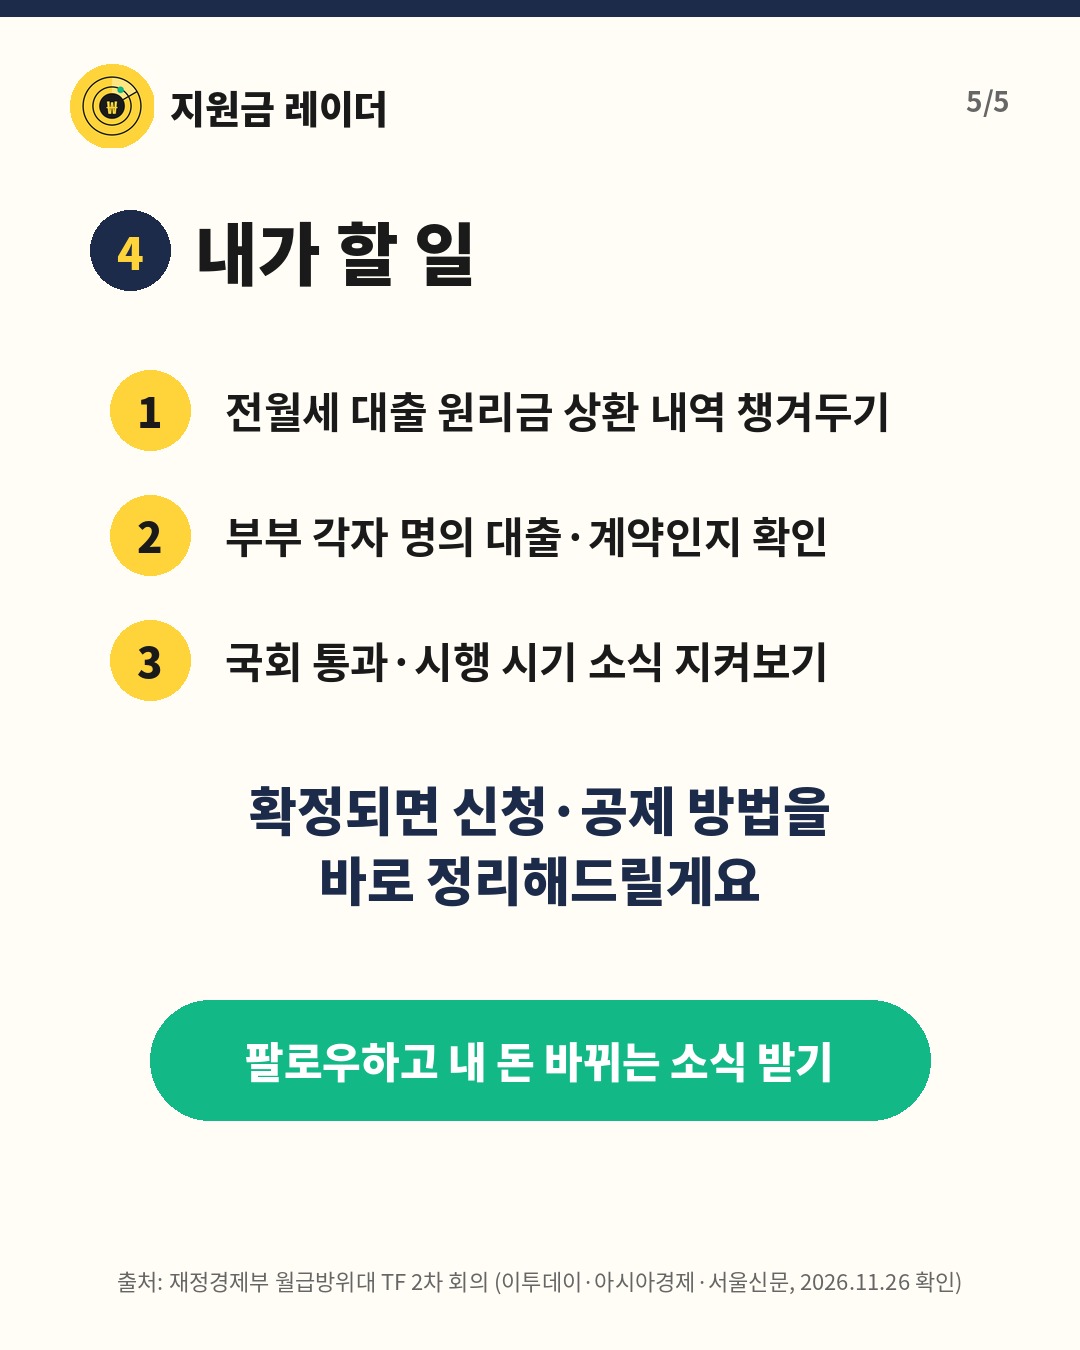 ₩
지원금 레이더
5/5
4 내가 할 일
1 전월세 대출 원리금 상환 내역 챙겨두기
2 부부 각자 명의 대출·계약인지 확인
3 국회 통과·시행 시기 소식 지켜보기
확정되면 신청·공제 방법을
바로 정리해드릴게요
팔로우하고 내 돈 바뀌는 소식 받기
출처: 재정경제부 월급방위대 TF 2차 회의 (이투데이·아시아경제·서울신문, 2026.11.26 확인)